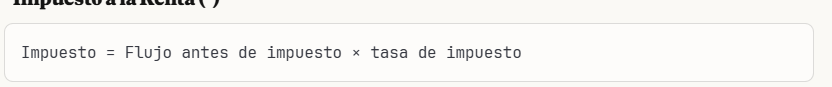 Impuesto a la Renta ( )
Impuesto = Flujo antes de impuesto × tasa de impuesto